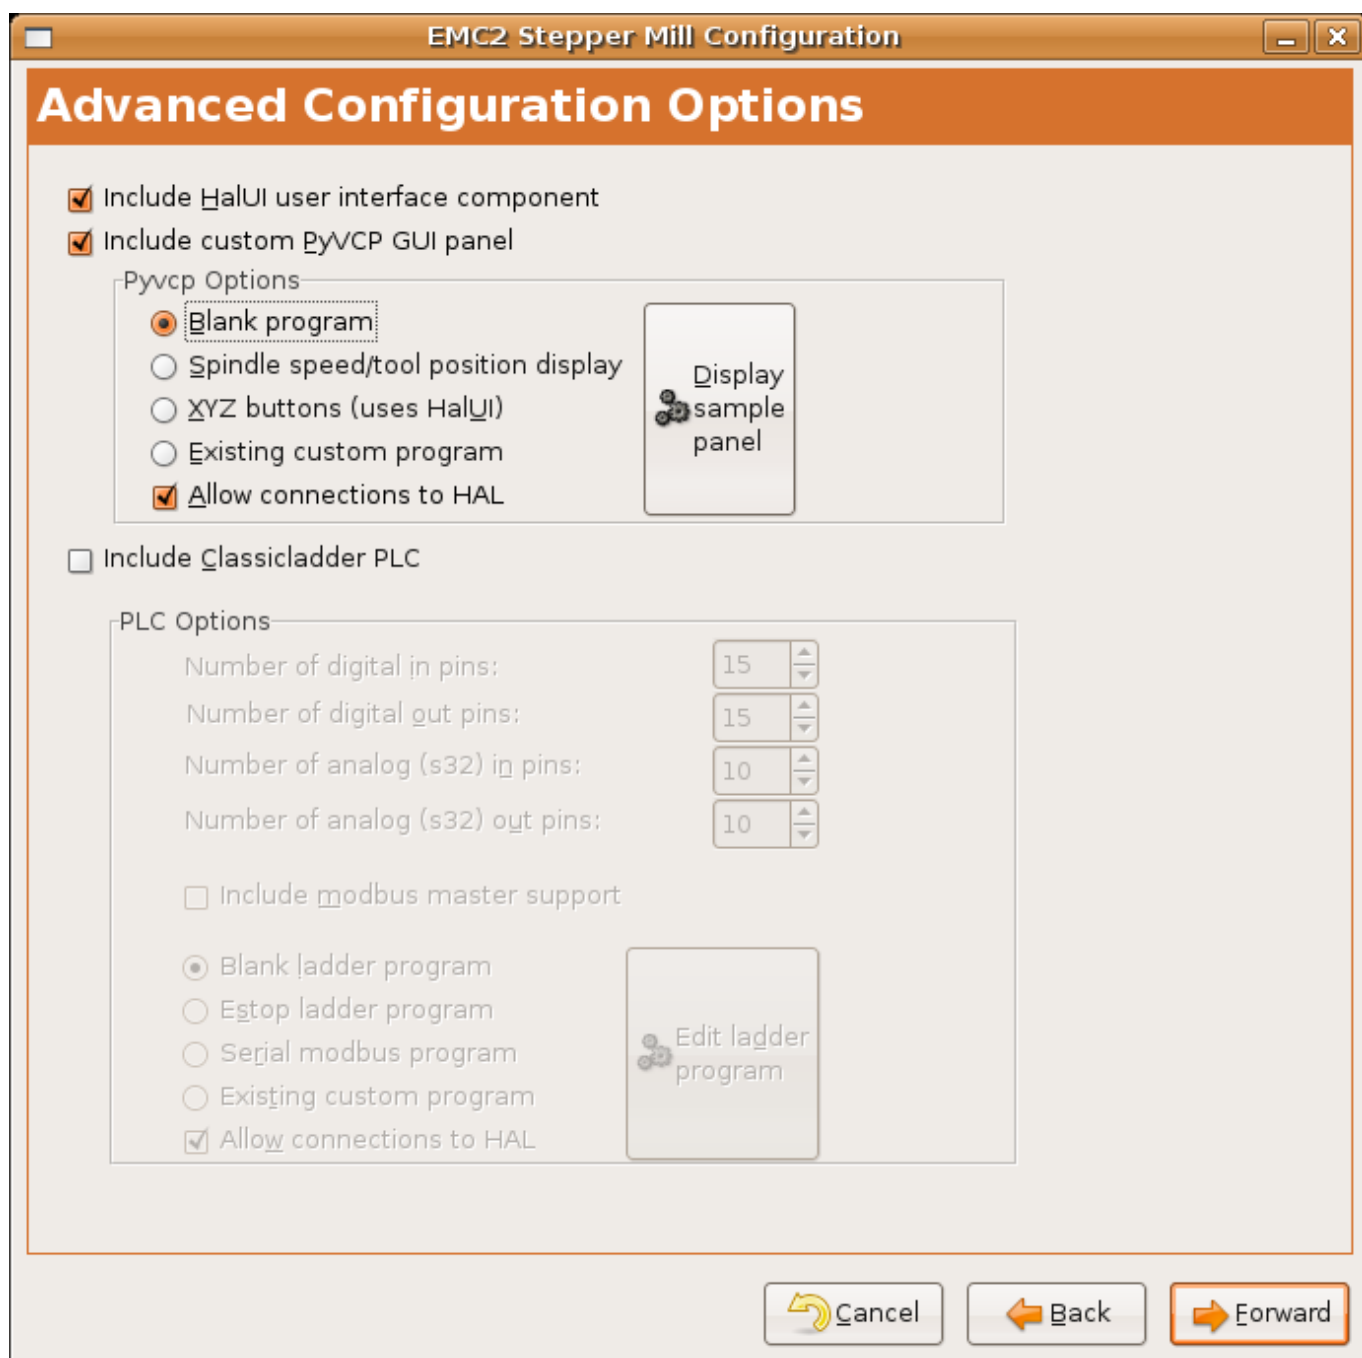 EMC2 Stepper Mill Configuration
Advanced Configuration Options
Include HalUI user interface component
Include custom PyVCP GUI panel
Pyvcp Options
Blank program
Spindle speed/tool position display
XYZ buttons (uses HalUI)
Existing custom program
Allow connections to HAL
Display
sample
panel
Include Classicladder PLC
PLC Options
Number of digital in pins: 15
Number of digital out pins: 15
Number of analog (s32) in pins: 10
Number of analog (s32) out pins: 10
Include modbus master support
Blank ladder program
Estop ladder program
Serial modbus program
Existing custom program
Allow connections to HAL
Edit ladder
program
Cancel
Back
Forward